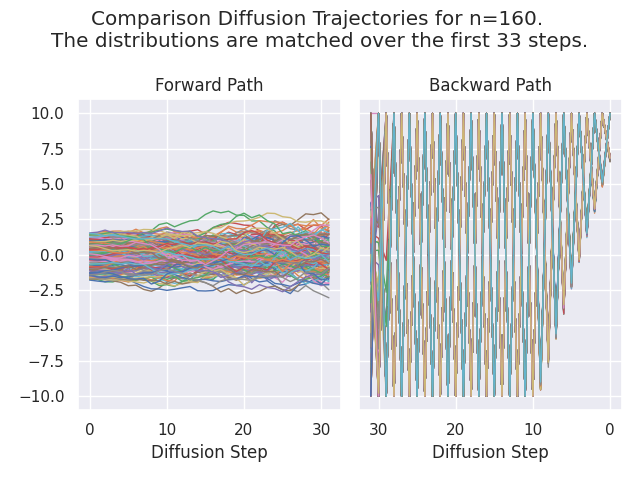 Comparison Diffusion Trajectories for n=160.
The distributions are matched over the first 33 steps.
Forward Path
Backward Path
10.0
7.5
5.0
2.5
0.0
−2.5
−5.0
−7.5
−10.0
0 10 20 30
30 20 10 0
Diffusion Step
Diffusion Step